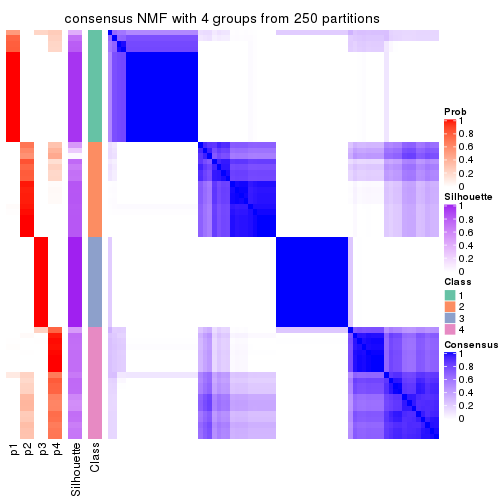 consensus NMF with 4 groups from 250 partitions
Prob
1
0.8
0.6
0.4
0.2
0
Silhouette
1
0.8
0.6
0.4
0.2
0
Class
1
2
3
4
Consensus
1
0.8
0.6
0.4
0.2
0
p1
p2
p3
p4
Silhouette
Class